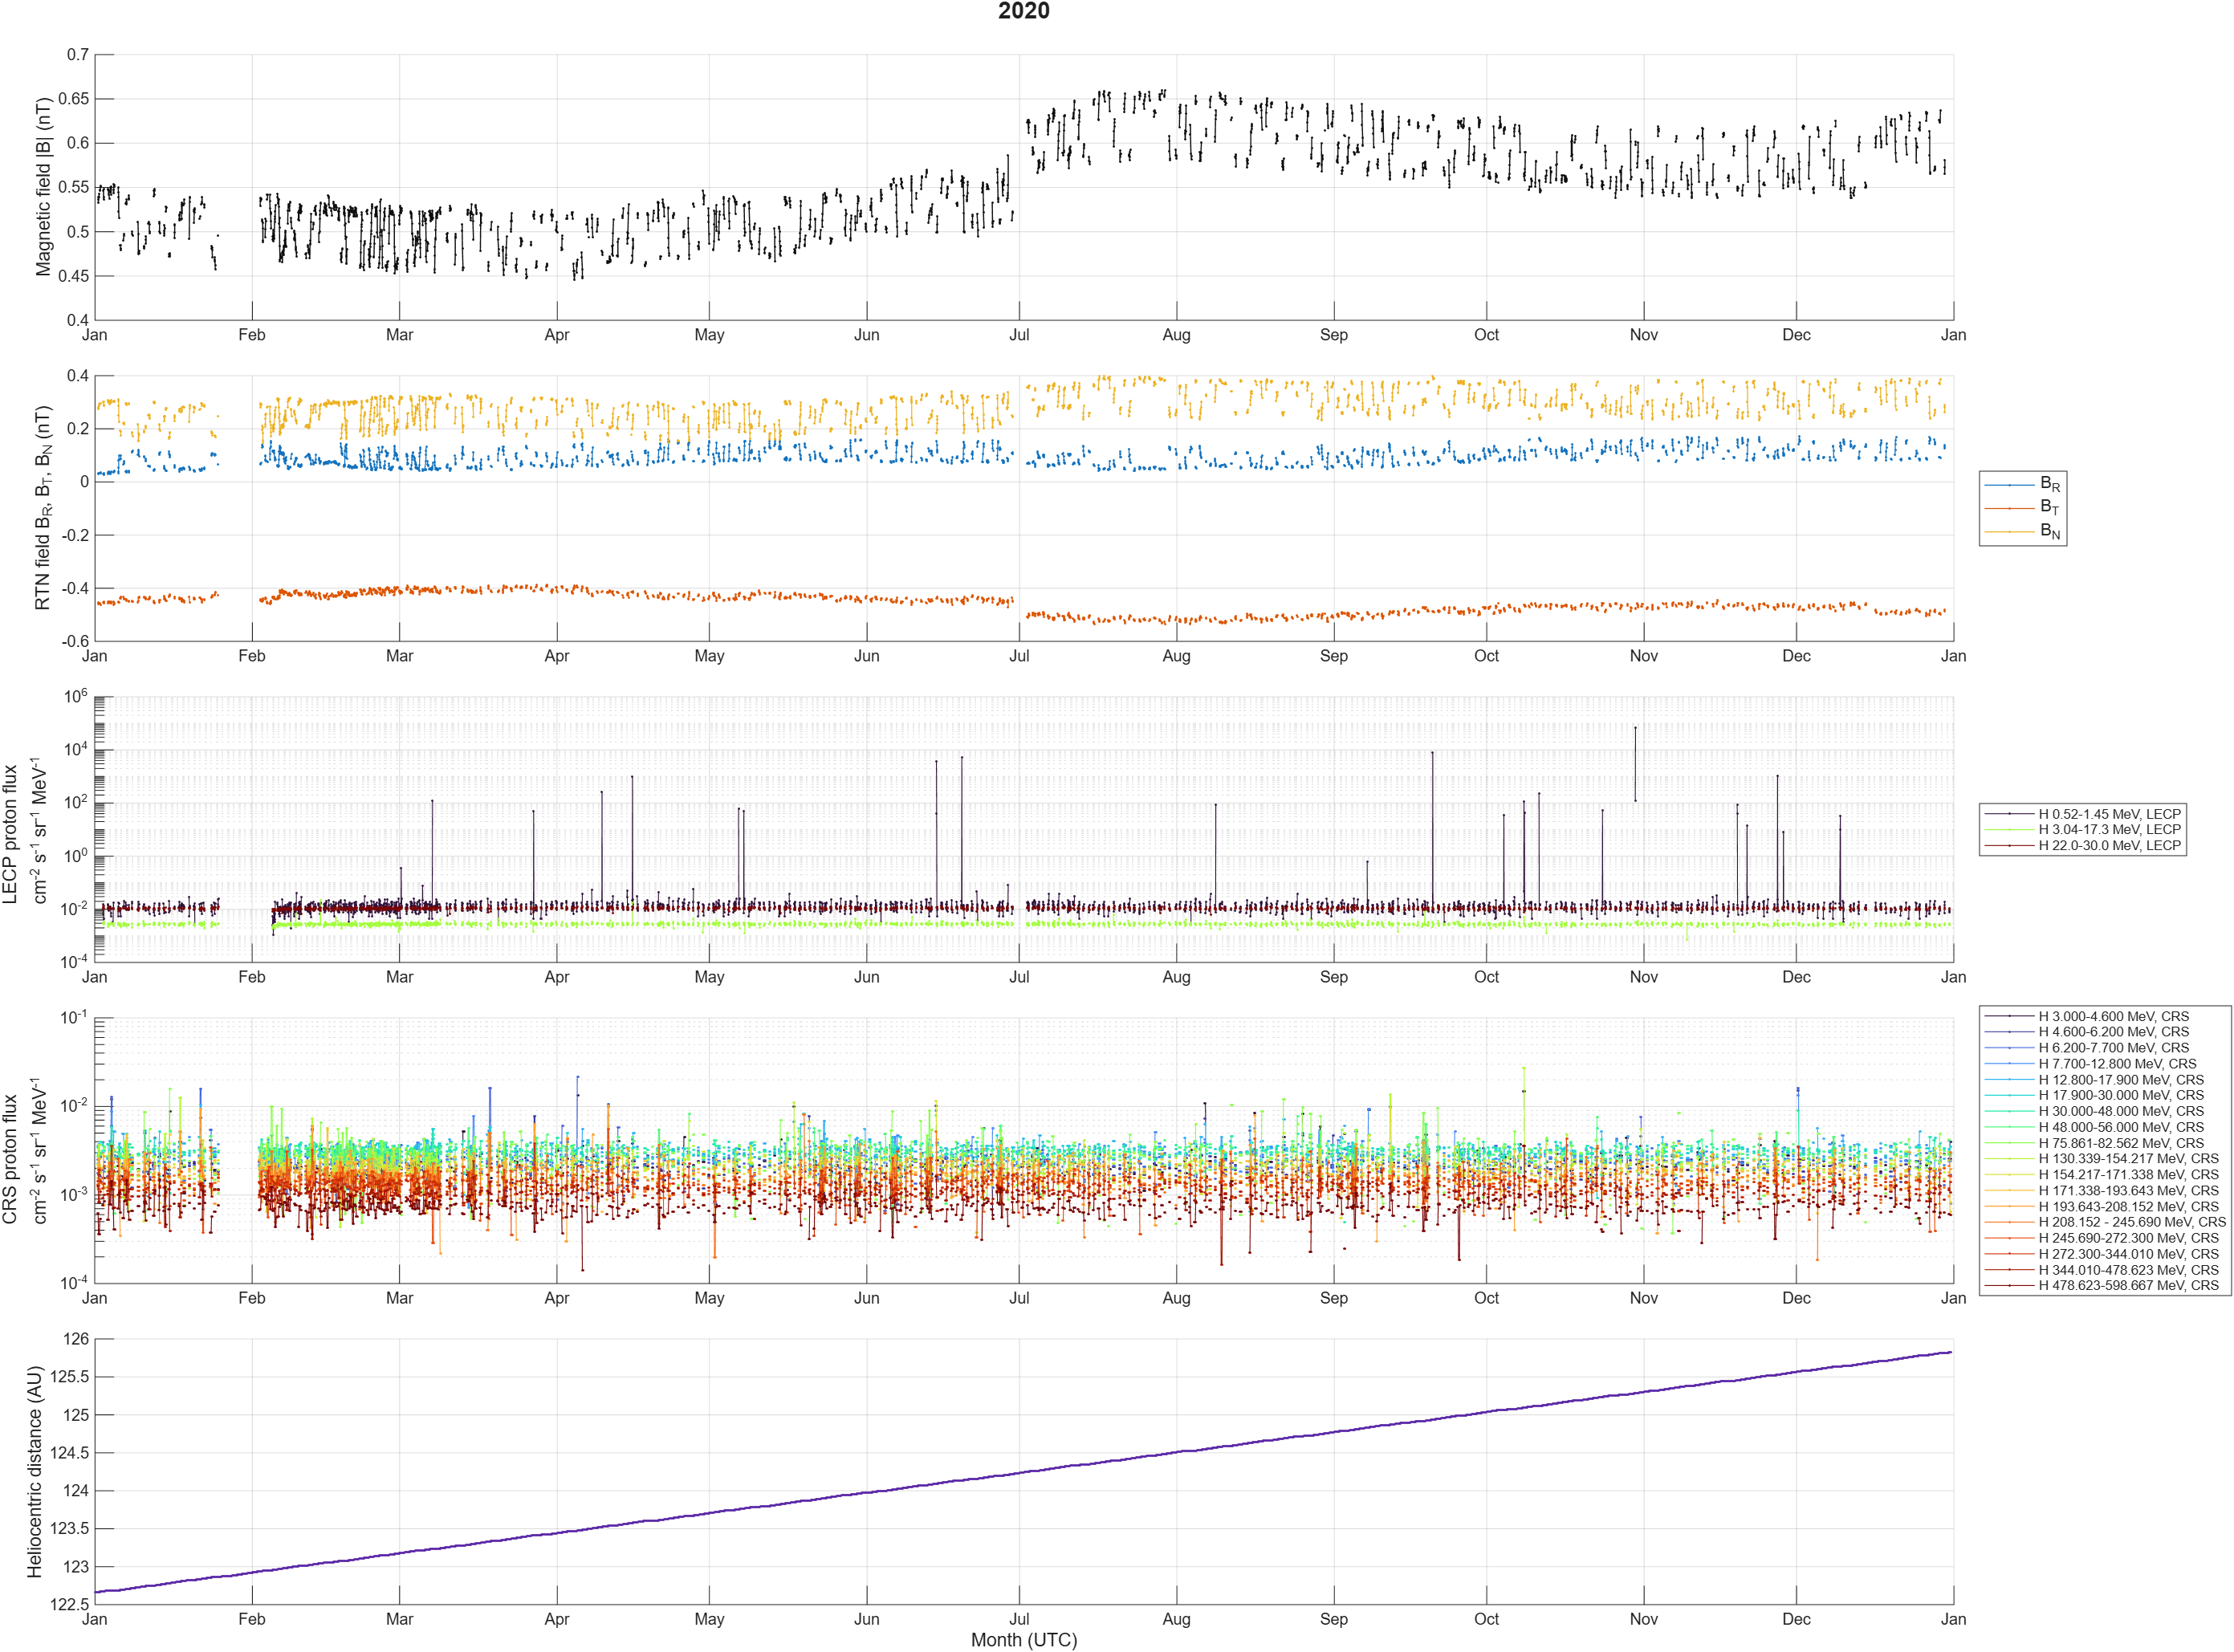 2020
Magnetic field |B| (nT)
0.7
0.65
0.6
0.55
0.5
0.45
0.4
Jan Feb Mar Apr May Jun Jul Aug Sep Oct Nov Dec Jan
RTN field B_R, B_T, B_N (nT)
0.4
0.2
0
-0.2
-0.4
-0.6
Jan Feb Mar Apr May Jun Jul Aug Sep Oct Nov Dec Jan
B_R
B_T
B_N
LECP proton flux
cm^-2 s^-1 sr^-1 MeV^-1
10^6
10^4
10^2
10^0
10^-2
10^-4
Jan Feb Mar Apr May Jun Jul Aug Sep Oct Nov Dec Jan
H 0.52-1.45 MeV, LECP
H 3.04-17.3 MeV, LECP
H 22.0-30.0 MeV, LECP
CRS proton flux
cm^-2 s^-1 sr^-1 MeV^-1
10^-1
10^-2
10^-3
10^-4
Jan Feb Mar Apr May Jun Jul Aug Sep Oct Nov Dec Jan
H 3.000-4.600 MeV, CRS
H 4.600-6.200 MeV, CRS
H 6.200-7.700 MeV, CRS
H 7.700-12.800 MeV, CRS
H 12.800-17.900 MeV, CRS
H 17.900-30.000 MeV, CRS
H 30.000-48.000 MeV, CRS
H 48.000-56.000 MeV, CRS
H 75.861-82.562 MeV, CRS
H 130.339-154.217 MeV, CRS
H 154.217-171.338 MeV, CRS
H 171.338-193.643 MeV, CRS
H 193.643-208.152 MeV, CRS
H 208.152 - 245.690 MeV, CRS
H 245.690-272.300 MeV, CRS
H 272.300-344.010 MeV, CRS
H 344.010-478.623 MeV, CRS
H 478.623-598.667 MeV, CRS
Heliocentric distance (AU)
126
125.5
125
124.5
124
123.5
123
122.5
Jan Feb Mar Apr May Jun Jul Aug Sep Oct Nov Dec Jan
Month (UTC)